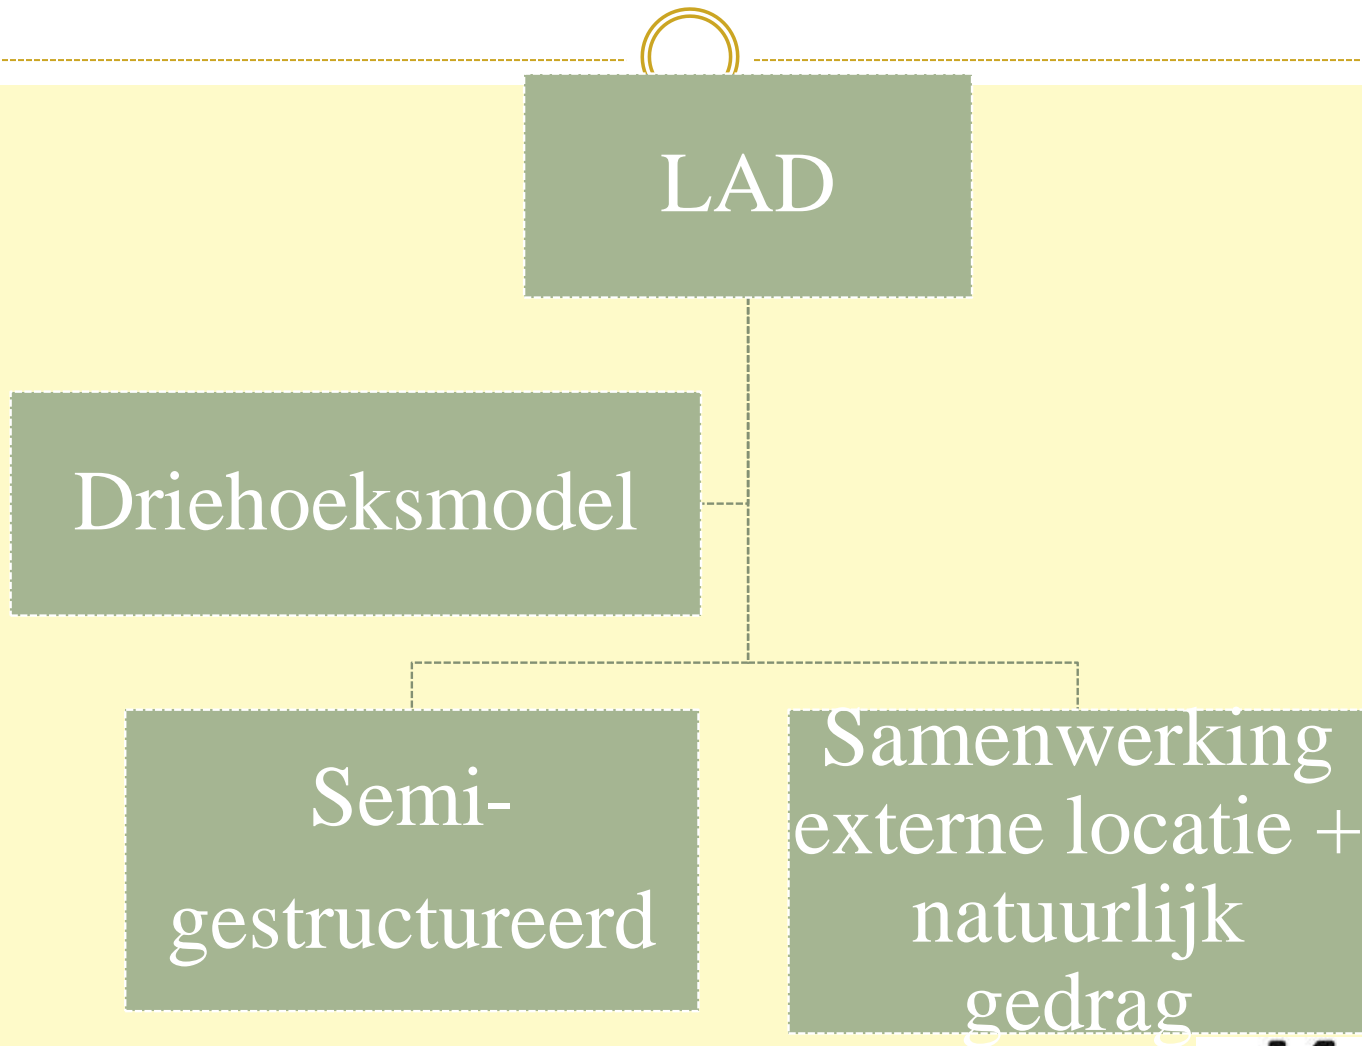 LAD
Driehoeksmodel
Semi-
gestructureerd
Samenwerking
externe locatie +
natuurlijk
gedrag